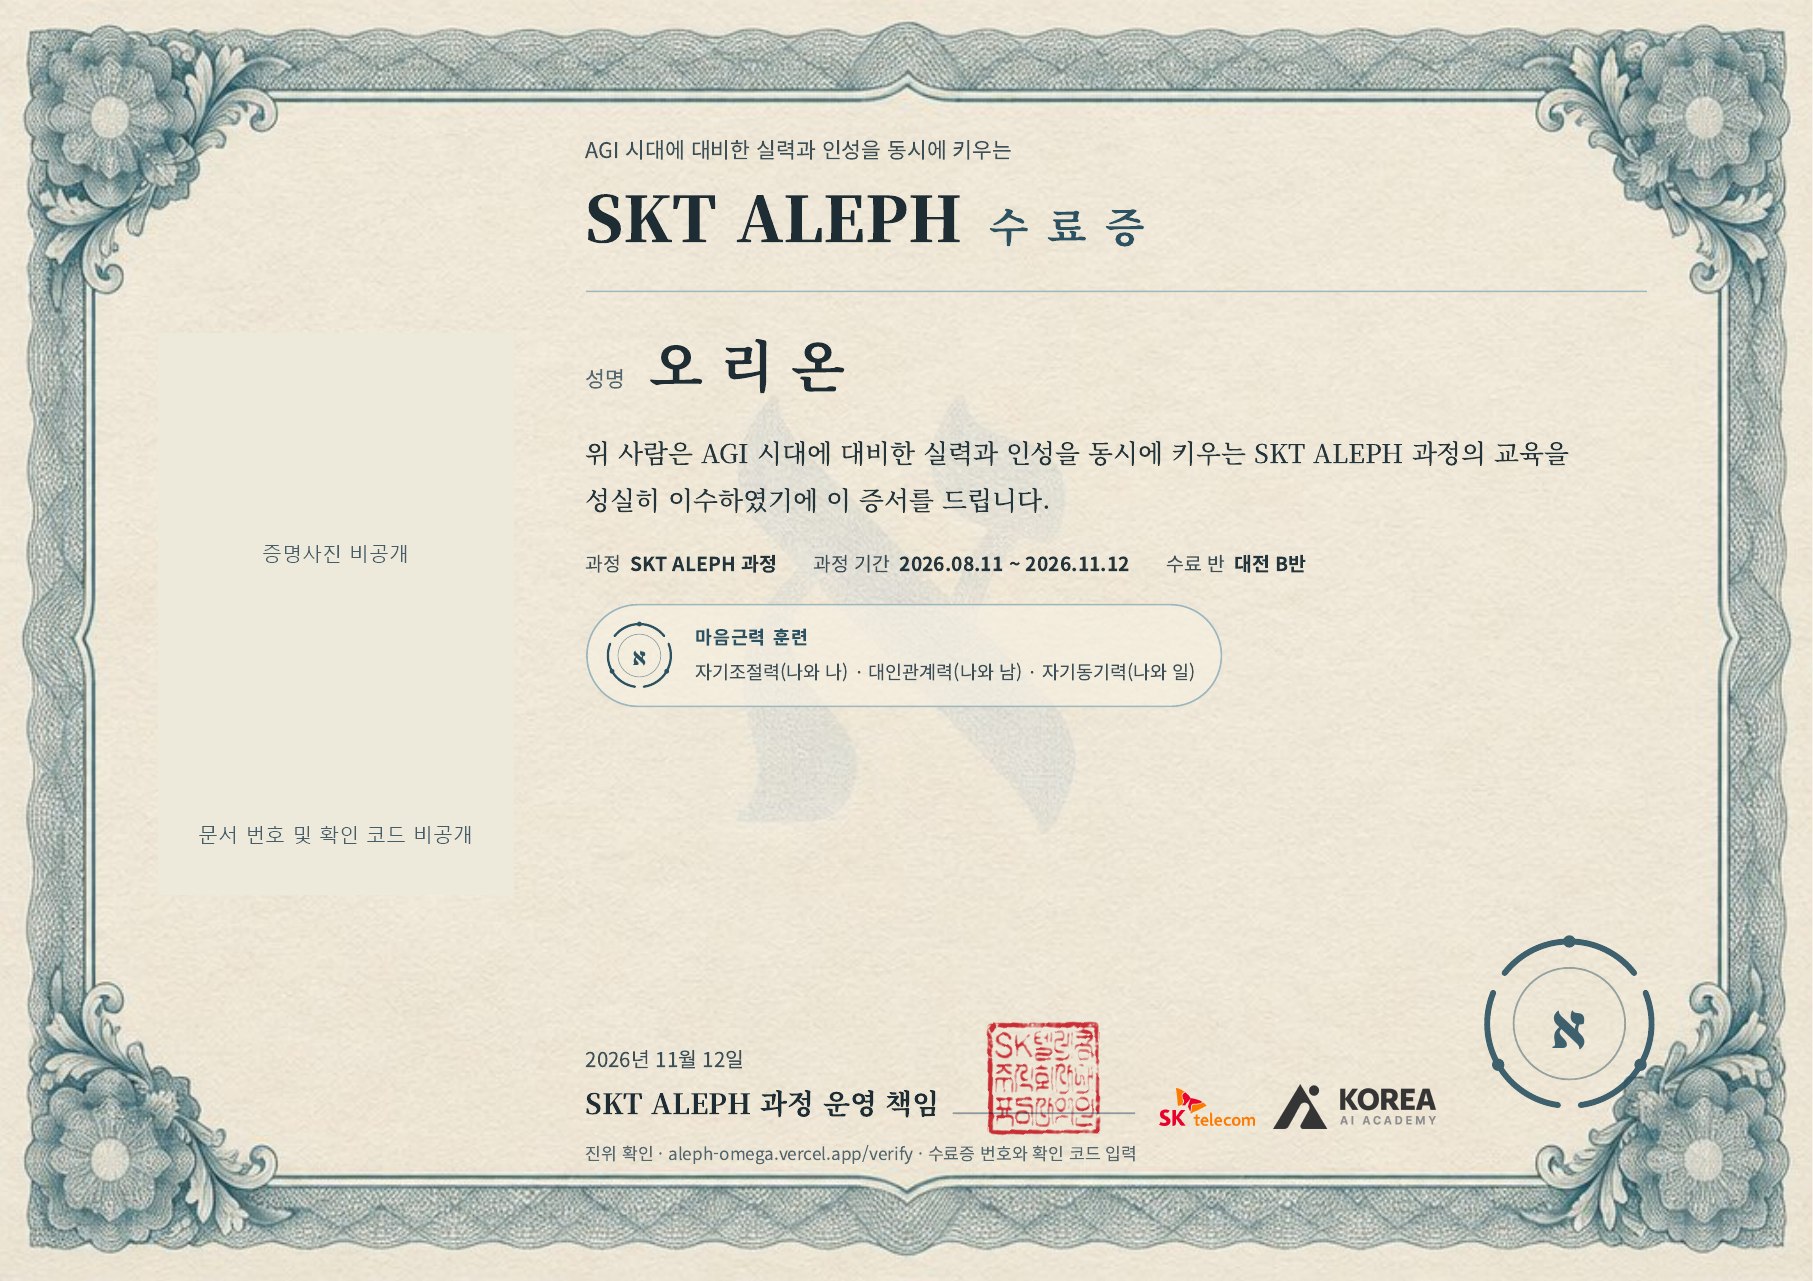 AGI 시대에 대비한 실력과 인성을 동시에 키우는
SKT ALEPH 수료증
성명 오리온
위 사람은 AGI 시대에 대비한 실력과 인성을 동시에 키우는 SKT ALEPH 과정의 교육을
성실히 이수하였기에 이 증서를 드립니다.
과정 SKT ALEPH 과정 과정 기간 2026.08.11 ~ 2026.11.12 수료 반 대전 B반
א
마음근력 훈련
자기조절력(나와 나) · 대인관계력(나와 남) · 자기동기력(나와 일)
증명사진 비공개
문서 번호 및 확인 코드 비공개
א
2026년 11월 12일
SKT ALEPH 과정 운영 책임
SK telecom
KOREA
AI ACADEMY
진위 확인 · aleph-omega.vercel.app/verify · 수료증 번호와 확인 코드 입력
א